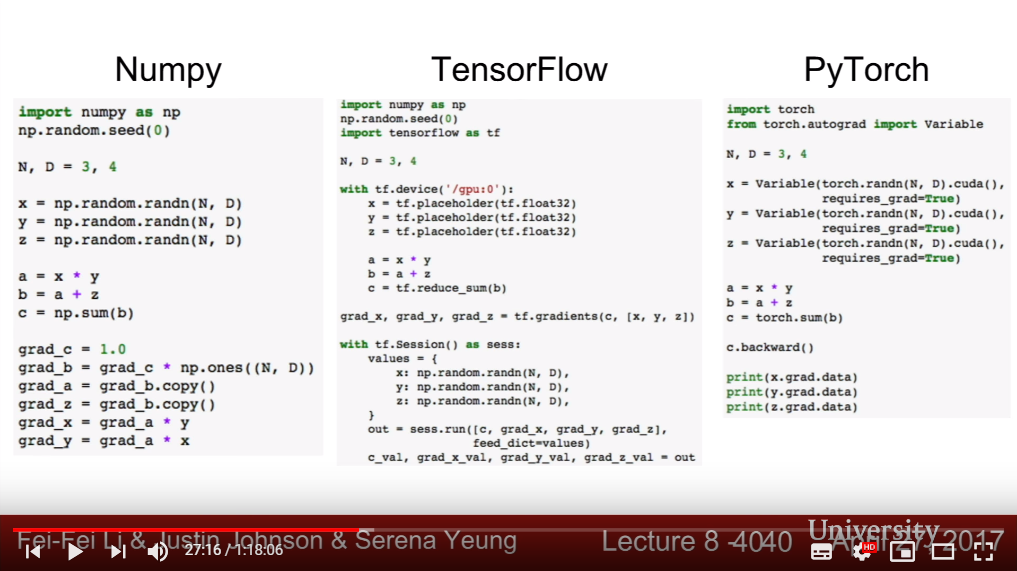 Numpy
import numpy as np
np.random.seed(0)
N, D = 3, 4
x = np.random.randn(N, D)
y = np.random.randn(N, D)
z = np.random.randn(N, D)
a = x * y
b = a + z
c = np.sum(b)
grad_c = 1.0
grad_b = grad_c * np.ones((N, D))
grad_a = grad_b.copy()
grad_z = grad_b.copy()
grad_x = grad_a * y
grad_y = grad_a * x
TensorFlow
import numpy as np
np.random.seed(0)
import tensorflow as tf
N, D = 3, 4
with tf.device('/gpu:0'):
    x = tf.placeholder(tf.float32)
    y = tf.placeholder(tf.float32)
    z = tf.placeholder(tf.float32)
    a = x * y
    b = a + z
    c = tf.reduce_sum(b)
grad_x, grad_y, grad_z = tf.gradients(c, [x, y, z])
with tf.Session() as sess:
    values = {
        x: np.random.randn(N, D),
        y: np.random.randn(N, D),
        z: np.random.randn(N, D),
    }
    out = sess.run([c, grad_x, grad_y, grad_z],
                   feed_dict=values)
    c_val, grad_x_val, grad_y_val, grad_z_val = out
PyTorch
import torch
from torch.autograd import Variable
N, D = 3, 4
x = Variable(torch.randn(N, D).cuda(),
             requires_grad=True)
y = Variable(torch.randn(N, D).cuda(),
             requires_grad=True)
z = Variable(torch.randn(N, D).cuda(),
             requires_grad=True)
a = x * y
b = a + z
c = torch.sum(b)
c.backward()
print(x.grad.data)
print(y.grad.data)
print(z.grad.data)
Fei-Fei Li & Justin Johnson & Serena Yeung
27:16 / 1:18:06
Lecture 8 -
University
HD
2017